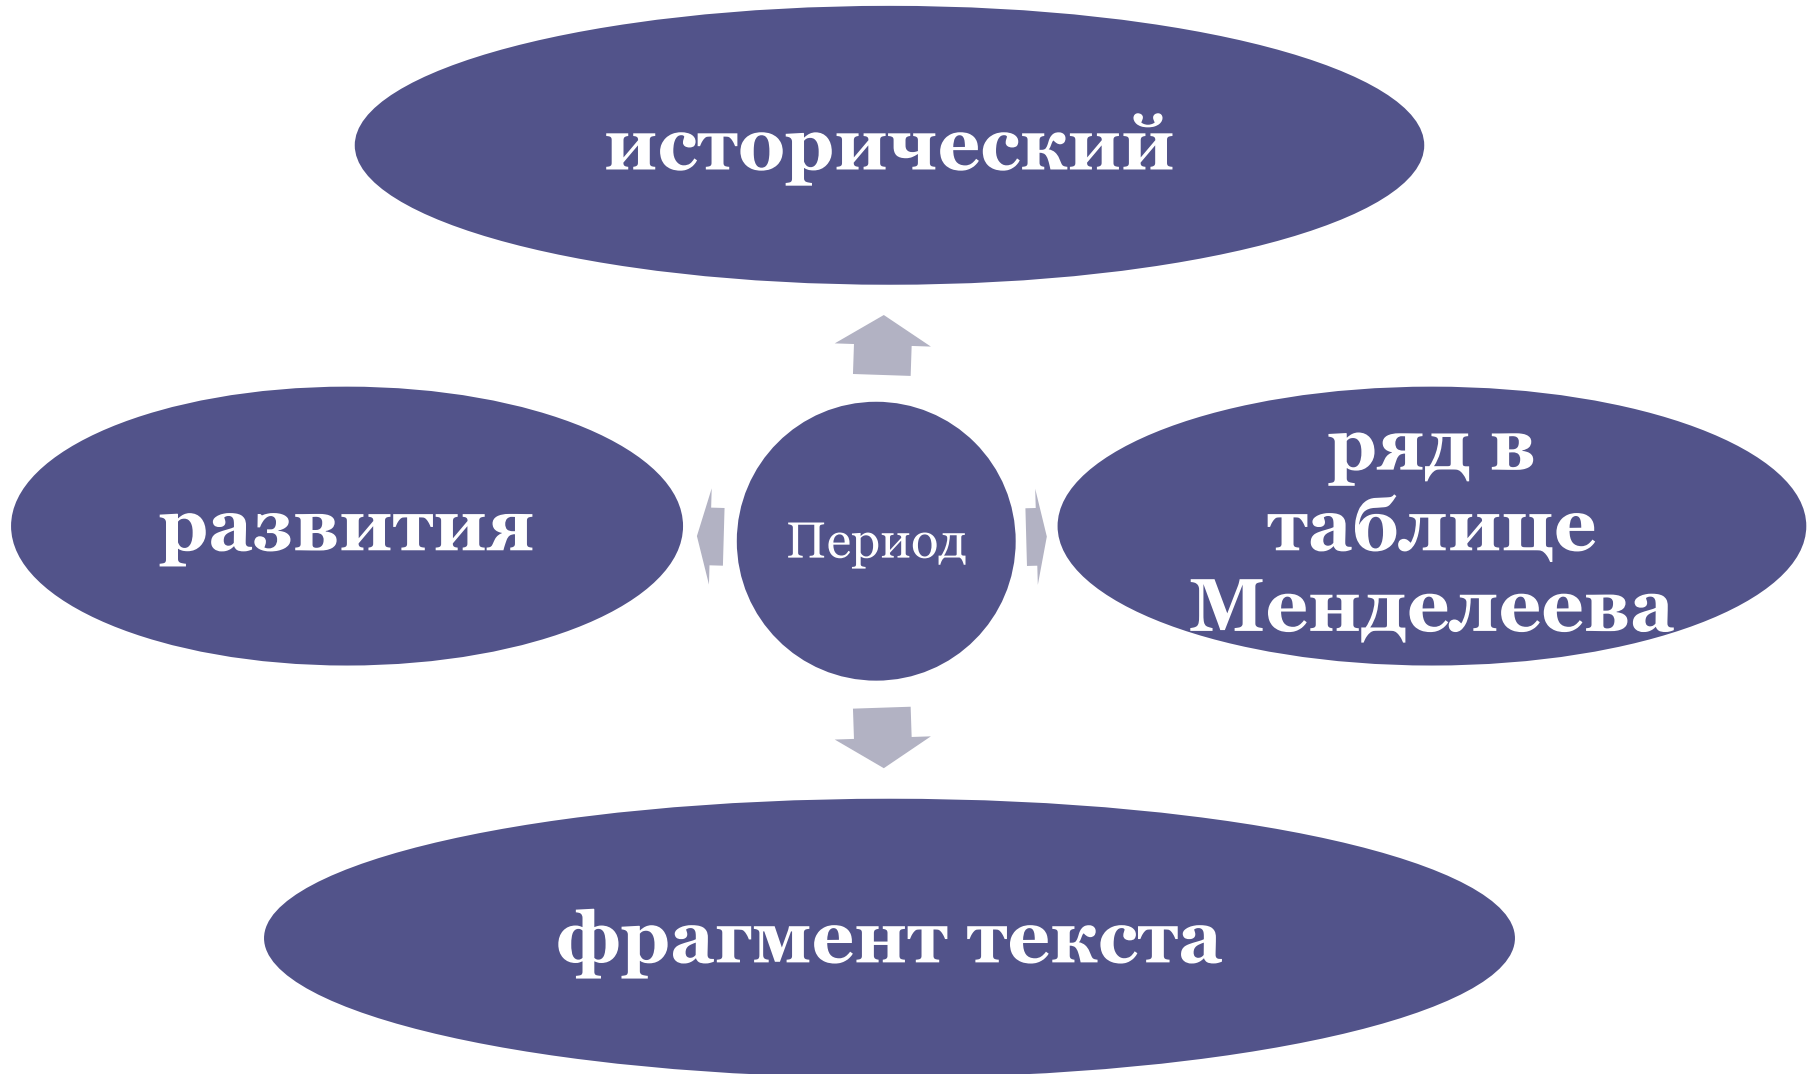 исторический
развития
Период
ряд в
таблице
Менделеева
фрагмент текста